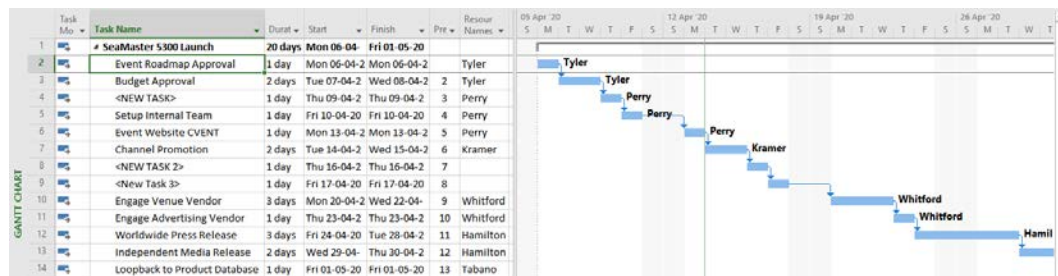 Task Mo Task Name Durat Start Finish Pre Resour Names 05 Apr '20 12 Apr '20 19 Apr '20 26 Apr '20
S M T W T F S S M T W T F S S M T W T F S S M T W T
1 SeaMaster 5300 Launch 20 days Mon 06-04- Fri 01-05-20
2 Event Roadmap Approval 1 day Mon 06-04-2 Mon 06-04-2 Tyler Tyler
3 Budget Approval 2 days Tue 07-04-2 Wed 08-04-2 2 Tyler Tyler
4 <NEW TASK> 1 day Thu 09-04-2 Thu 09-04-2 3 Perry Perry
5 Setup Internal Team 1 day Fri 10-04-20 Fri 10-04-20 4 Perry Perry
6 Event Website CVENT 1 day Mon 13-04-2 Mon 13-04-2 5 Perry Perry
7 Channel Promotion 2 days Tue 14-04-2 Wed 15-04-2 6 Kramer Kramer
8 <NEW TASK 2> 1 day Thu 16-04-2 Thu 16-04-2 7
9 <New Task 3> 1 day Fri 17-04-20 Fri 17-04-20 8
10 Engage Venue Vendor 3 days Mon 20-04-2 Wed 22-04- 9 Whitford Whitford
11 Engage Advertising Vendor 1 day Thu 23-04-2 Thu 23-04-2 10 Whitford Whitford
12 Worldwide Press Release 3 days Fri 24-04-20 Tue 28-04-2 11 Hamilton Hamil
13 Independent Media Release 2 days Wed 29-04- Thu 30-04-2 12 Hamilton
14 Loopback to Product Database 1 day Fri 01-05-20 Fri 01-05-20 13 Tabano
GANTT CHART